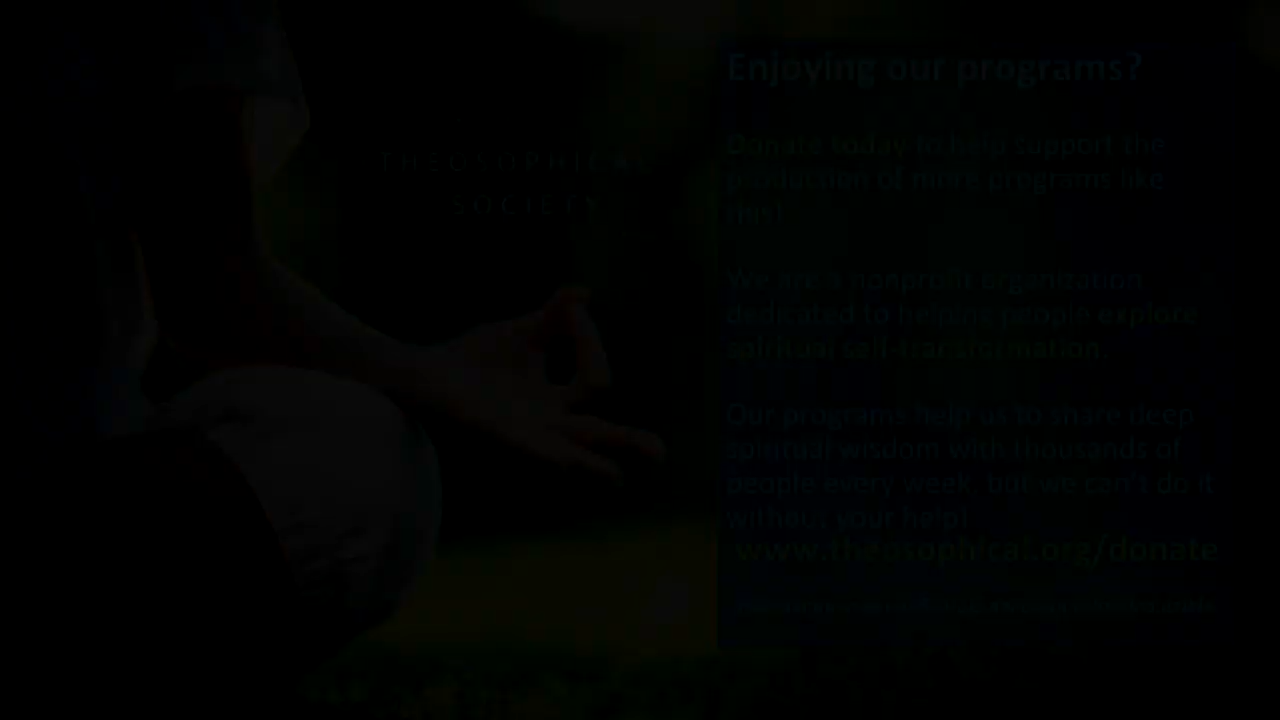 THEOSOPHICAL
SOCIETY
Enjoying our programs?
Donate today to help support the
production of more programs like
this!
We are a nonprofit organization
dedicated to helping people explore
spiritual self-transformation.
Our programs help us to share deep
spiritual wisdom with thousands of
people every week, but we can't do it
without your help!
www.theosophical.org/donate